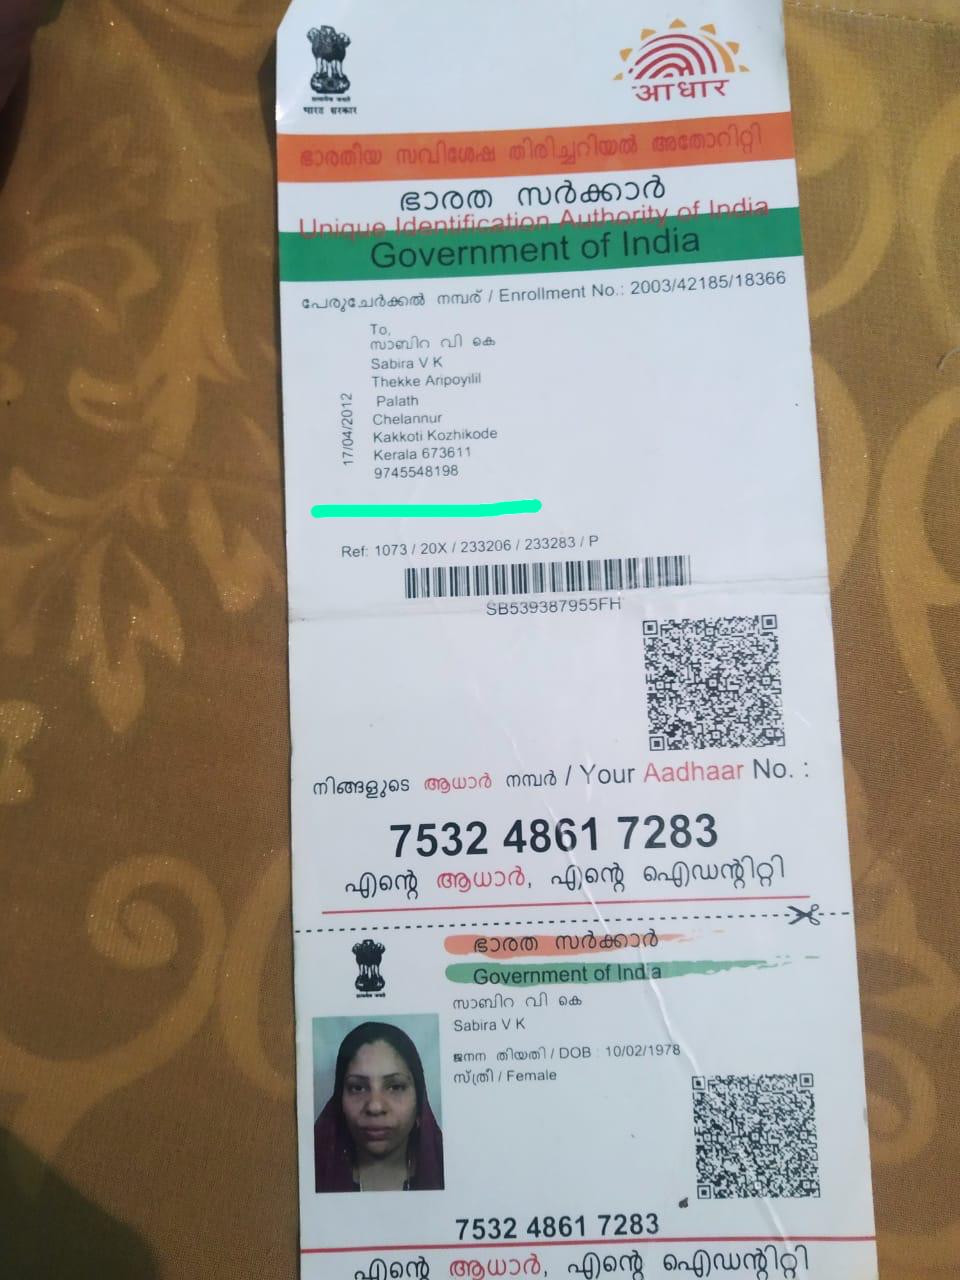 आधार
सत्यमेव जयते
भारत सरकार
ഭാരതീയ സവിശേഷ തിരിച്ചറിയൽ അതോറിറ്റി
ഭാരത സർക്കാർ
Unique Identification Authority of India
Government of India
പേരുചേർക്കൽ നമ്പര് / Enrollment No.: 2003/42185/18366
To,
സാബിറ വി കെ
Sabira V K
Thekke Aripoyilil
Palath
Chelannur
Kakkoti Kozhikode
Kerala 673611
9745548198
17/04/2012
Ref: 1073 / 20X / 233206 / 233283 / P
SB539387955FH
നിങ്ങളുടെ ആധാർ നമ്പർ / Your Aadhaar No. :
7532 4861 7283
എന്റെ ആധാർ, എന്റെ ഐഡന്റിറ്റി
ഭാരത സർക്കാർ
Government of India
സാബിറ വി കെ
Sabira V K
ജനന തിയതി / DOB : 10/02/1978
സ്ത്രീ / Female
7532 4861 7283
എന്റെ ആധാർ, എന്റെ ഐഡന്റിറ്റി